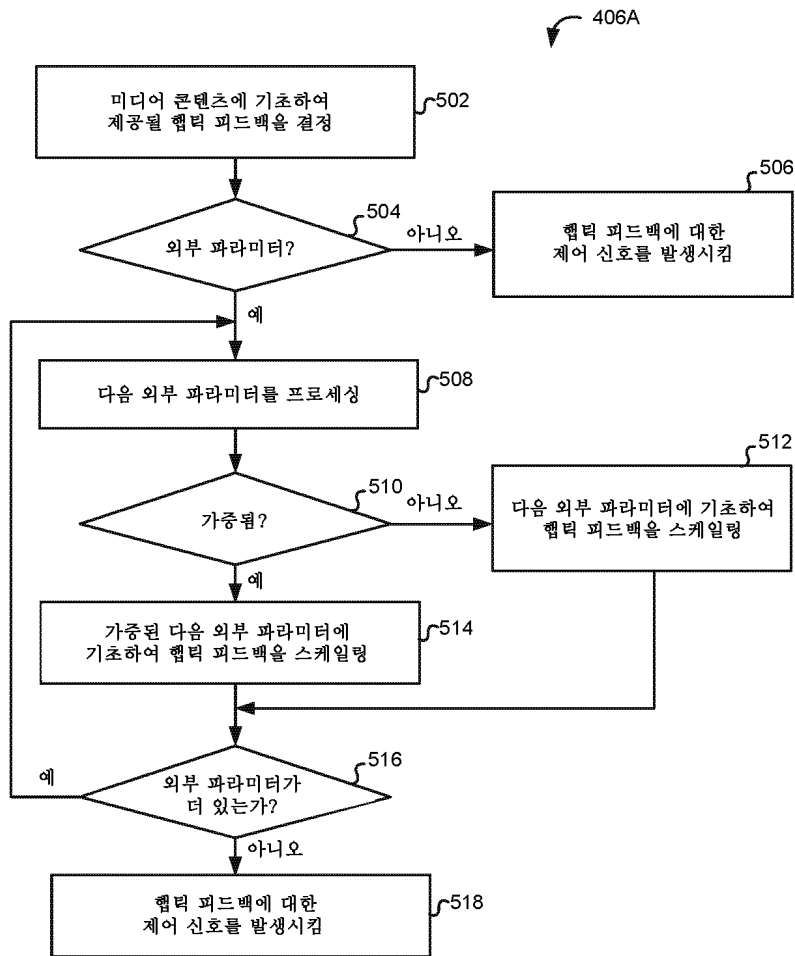 406A
미디어 콘텐츠에 기초하여
제공될 햅틱 피드백을 결정
502
504
외부 파라미터?
아니오
506
햅틱 피드백에 대한
제어 신호를 발생시킴
예
다음 외부 파라미터를 프로세싱
508
510
가중됨?
아니오
512
다음 외부 파라미터에 기초하여
햅틱 피드백을 스케일링
예
가중된 다음 외부 파라미터에
기초하여 햅틱 피드백을 스케일링
514
예
516
외부 파라미터가
더 있는가?
아니오
햅틱 피드백에 대한
제어 신호를 발생시킴
518